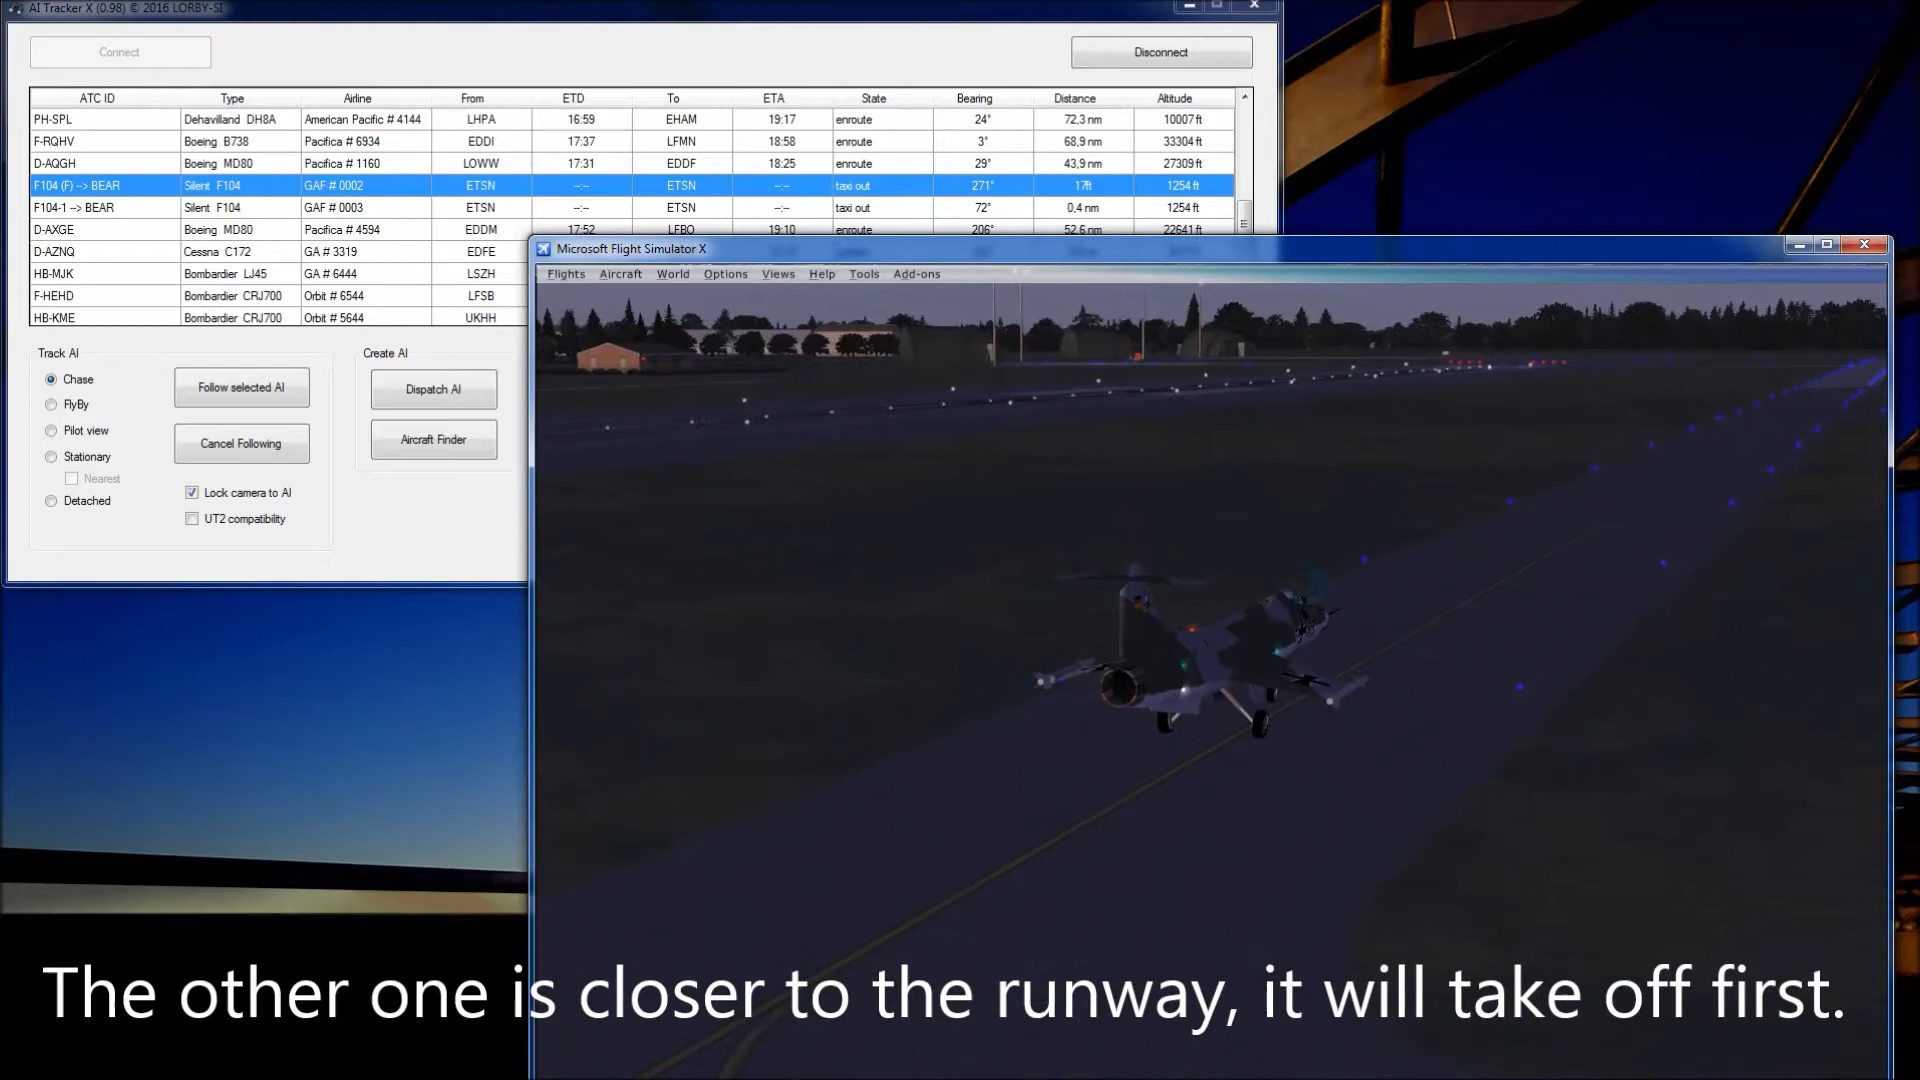 AI Tracker X (0.98) © 2016 LORBY-SI
Connect
Disconnect
ATC ID Type Airline From ETD To ETA State Bearing Distance Altitude
PH-SPL Dehavilland DH8A American Pacific # 4144 LHPA 16:59 EHAM 19:17 enroute 24° 72,3 nm 10007 ft
F-RQHV Boeing B738 Pacifica # 6934 EDDI 17:37 LFMN 18:58 enroute 3° 68,9 nm 33304 ft
D-AQGH Boeing MD80 Pacifica # 1160 LOWW 17:31 EDDF 18:25 enroute 29° 43,9 nm 27309 ft
F104 (F) --> BEAR Silent F104 GAF # 0002 ETSN --:-- ETSN --:-- taxi out 271° 17ft 1254 ft
F104-1 --> BEAR Silent F104 GAF # 0003 ETSN --:-- ETSN --:-- taxi out 72° 0,4 nm 1254 ft
D-AXGE Boeing MD80 Pacifica # 4594 EDDM 17:52 LFBO 19:10 enroute 206° 52,6 nm 22641 ft
D-AZNQ Cessna C172 GA # 3319 EDFE
HB-MJK Bombardier LJ45 GA # 6444 LSZH
F-HEHD Bombardier CRJ700 Orbit # 6544 LFSB
HB-KME Bombardier CRJ700 Orbit # 5644 UKHH
Track AI
Chase
FlyBy
Pilot view
Stationary
Nearest
Detached
Follow selected AI
Cancel Following
Lock camera to AI
UT2 compatibility
Create AI
Dispatch AI
Aircraft Finder
Microsoft Flight Simulator X
Flights Aircraft World Options Views Help Tools Add-ons
The other one is closer to the runway, it will take off first.